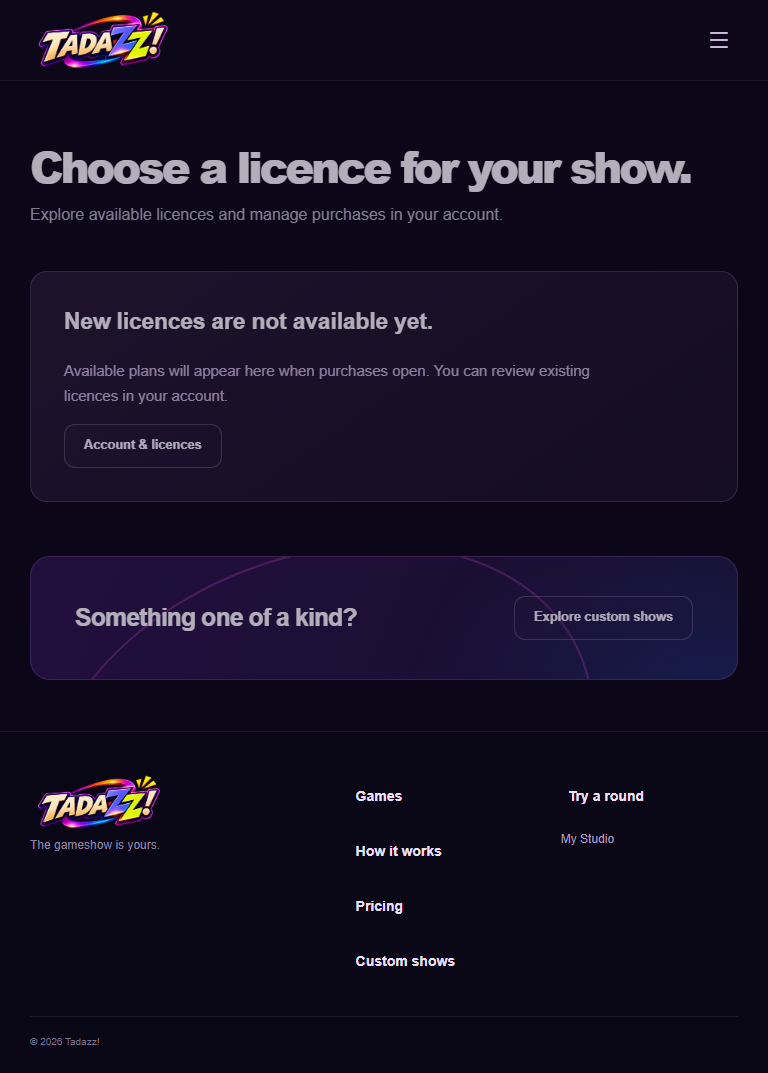 TADAZZ!
Choose a licence for your show.
Explore available licences and manage purchases in your account.
New licences are not available yet.
Available plans will appear here when purchases open. You can review existing
licences in your account.
Account & licences
Something one of a kind?
Explore custom shows
TADAZZ!
The gameshow is yours.
Games
How it works
Pricing
Custom shows
Try a round
My Studio
© 2026 Tadazz!